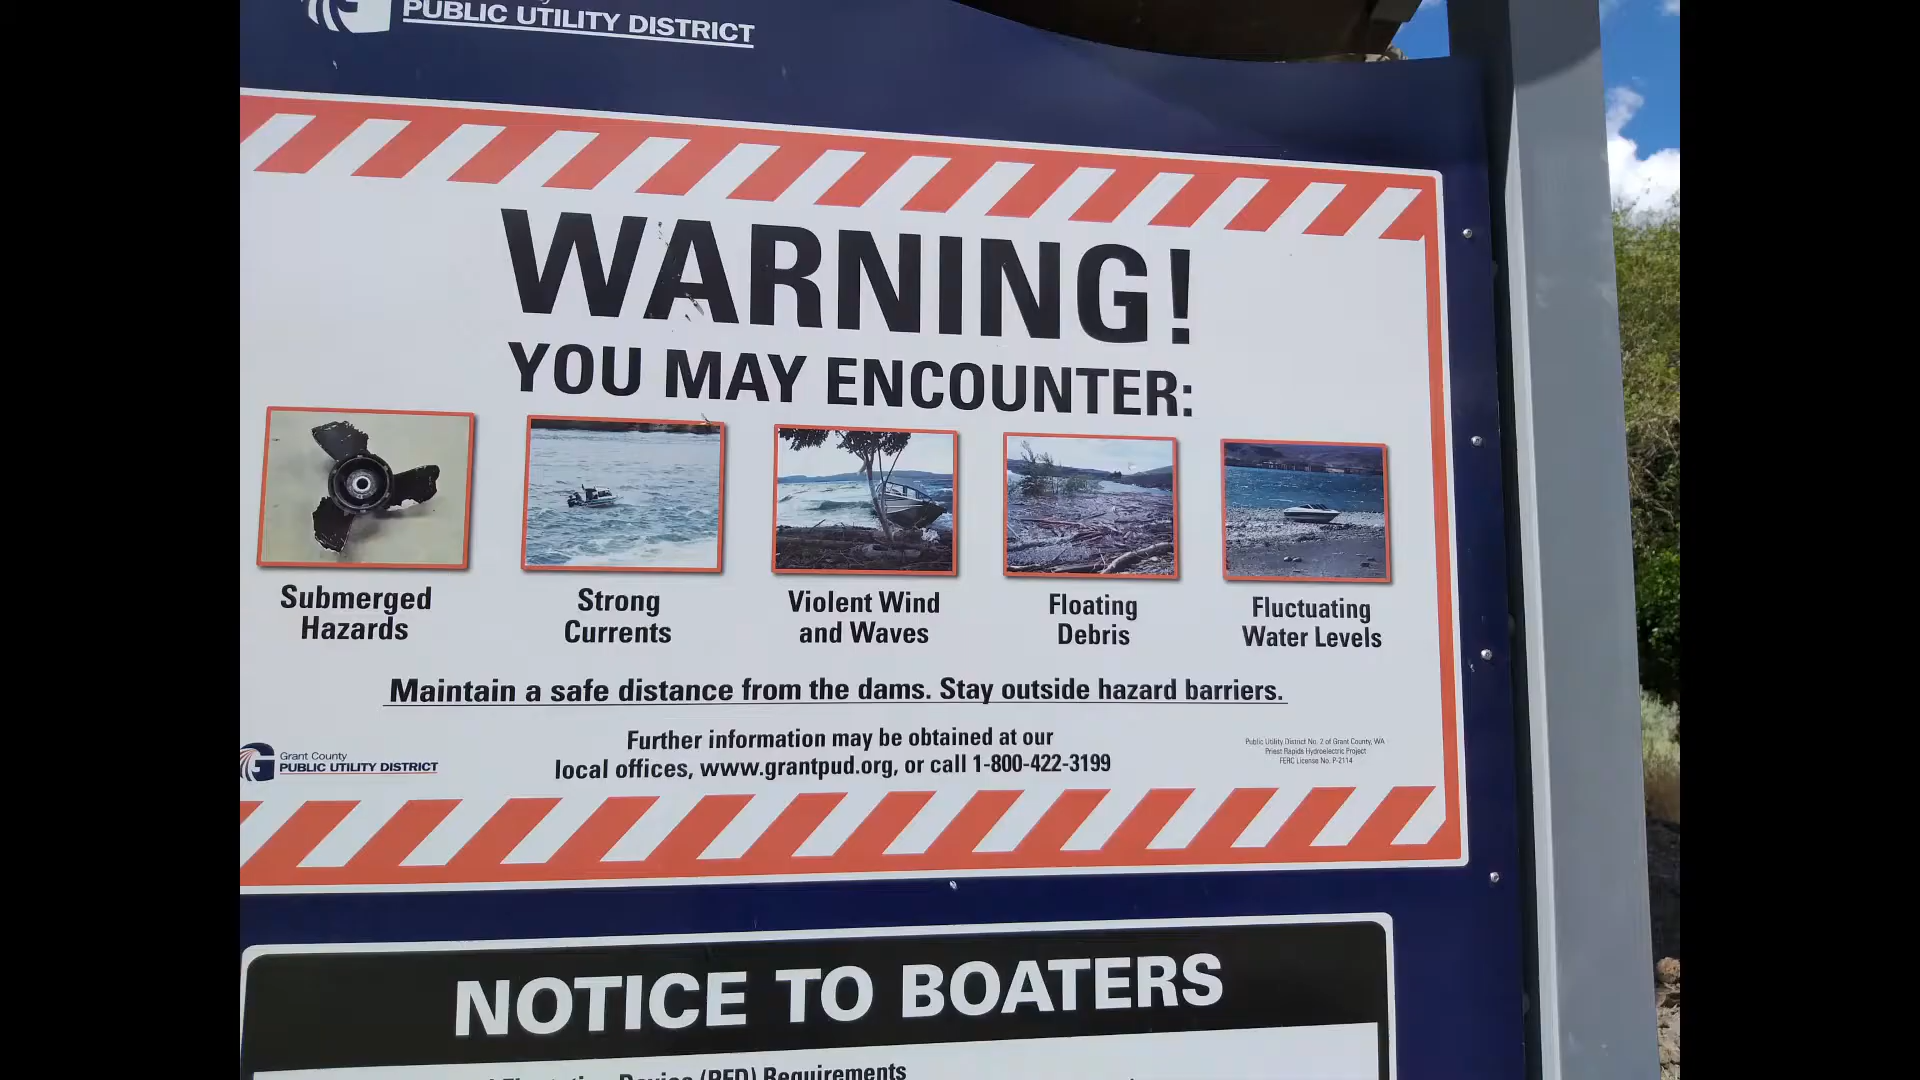 PUBLIC UTILITY DISTRICT
WARNING!
YOU MAY ENCOUNTER:
Submerged
Hazards
Strong
Currents
Violent Wind
and Waves
Floating
Debris
Fluctuating
Water Levels
Maintain a safe distance from the dams. Stay outside hazard barriers.
Further information may be obtained at our
local offices, www.grantpud.org, or call 1-800-422-3199
Grant County
PUBLIC UTILITY DISTRICT
Public Utility District No. 2 of Grant County, WA
Priest Rapids Hydroelectric Project
FERC License No. P-2114
NOTICE TO BOATERS
Device (PFD) Requirements